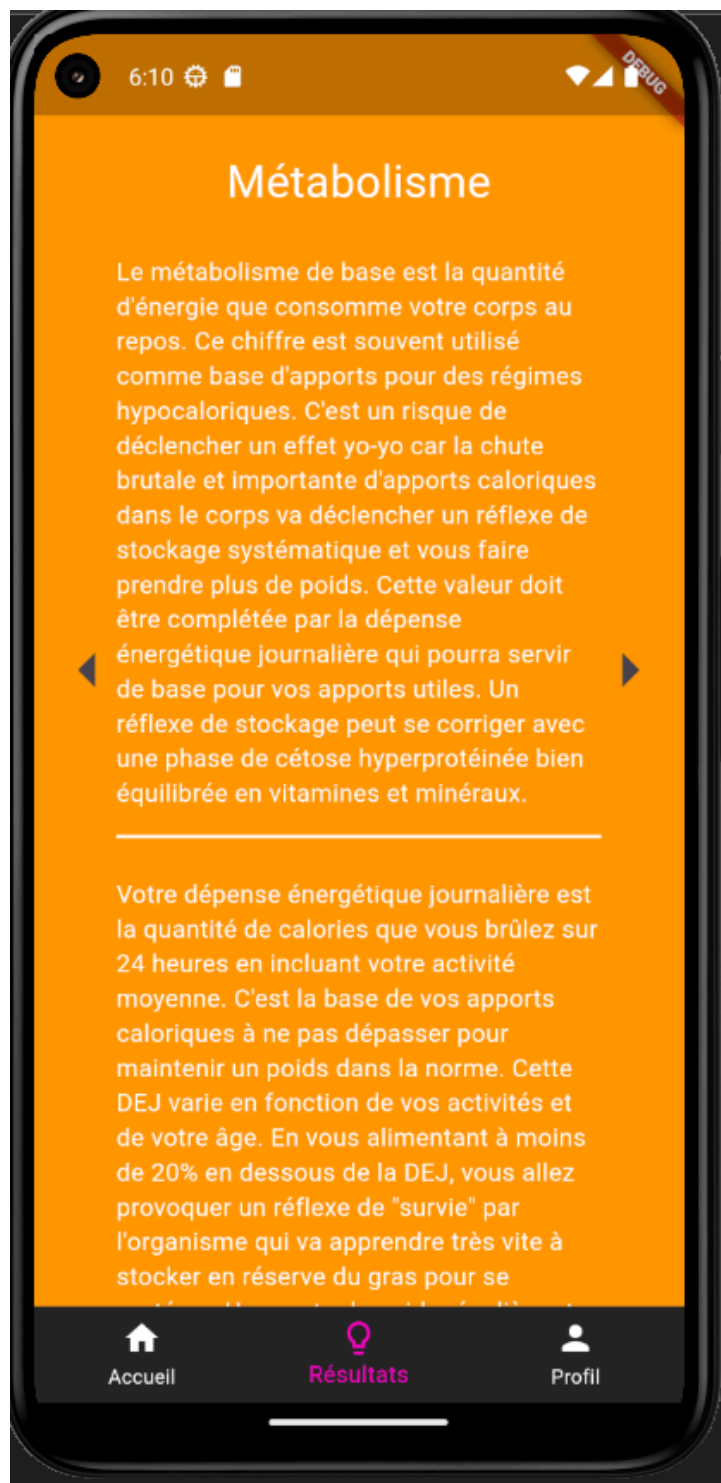 6:10
DEBUG
Métabolisme
Le métabolisme de base est la quantité
d'énergie que consomme votre corps au
repos. Ce chiffre est souvent utilisé
comme base d'apports pour des régimes
hypocaloriques. C'est un risque de
déclencher un effet yo-yo car la chute
brutale et importante d'apports caloriques
dans le corps va déclencher un réflexe de
stockage systématique et vous faire
prendre plus de poids. Cette valeur doit
être complétée par la dépense
énergétique journalière qui pourra servir
de base pour vos apports utiles. Un
réflexe de stockage peut se corriger avec
une phase de cétose hyperprotéinée bien
équilibrée en vitamines et minéraux.
Votre dépense énergétique journalière est
la quantité de calories que vous brûlez sur
24 heures en incluant votre activité
moyenne. C'est la base de vos apports
caloriques à ne pas dépasser pour
maintenir un poids dans la norme. Cette
DEJ varie en fonction de vos activités et
de votre âge. En vous alimentant à moins
de 20% en dessous de la DEJ, vous allez
provoquer un réflexe de "survie" par
l'organisme qui va apprendre très vite à
stocker en réserve du gras pour se
Accueil
Résultats
Profil